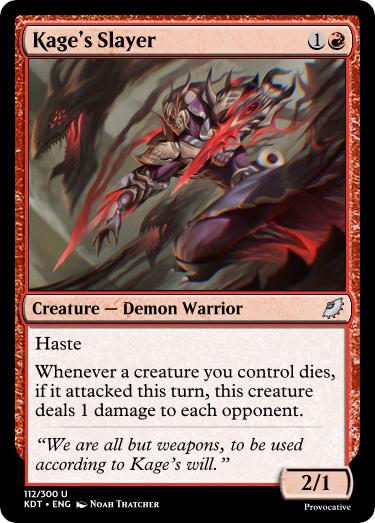 Kage's Slayer 1
Creature — Demon Warrior
Haste
Whenever a creature you control dies,
if it attacked this turn, this creature
deals 1 damage to each opponent.
“We are all but weapons, to be used
according to Kage's will.”
2/1
112/300 U
KDT • ENG Noah Thatcher
Provocative